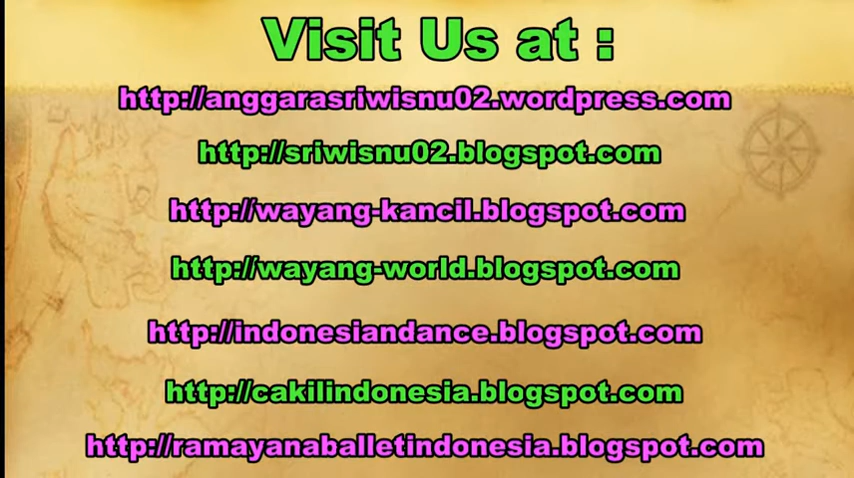 Visit Us at :
http://anggarasriwisnu02.wordpress.com
http://sriwisnu02.blogspot.com
http://wayang-kancil.blogspot.com
http://wayang-world.blogspot.com
http://indonesiandance.blogspot.com
http://cakilindonesia.blogspot.com
http://ramayanaballetindonesia.blogspot.com